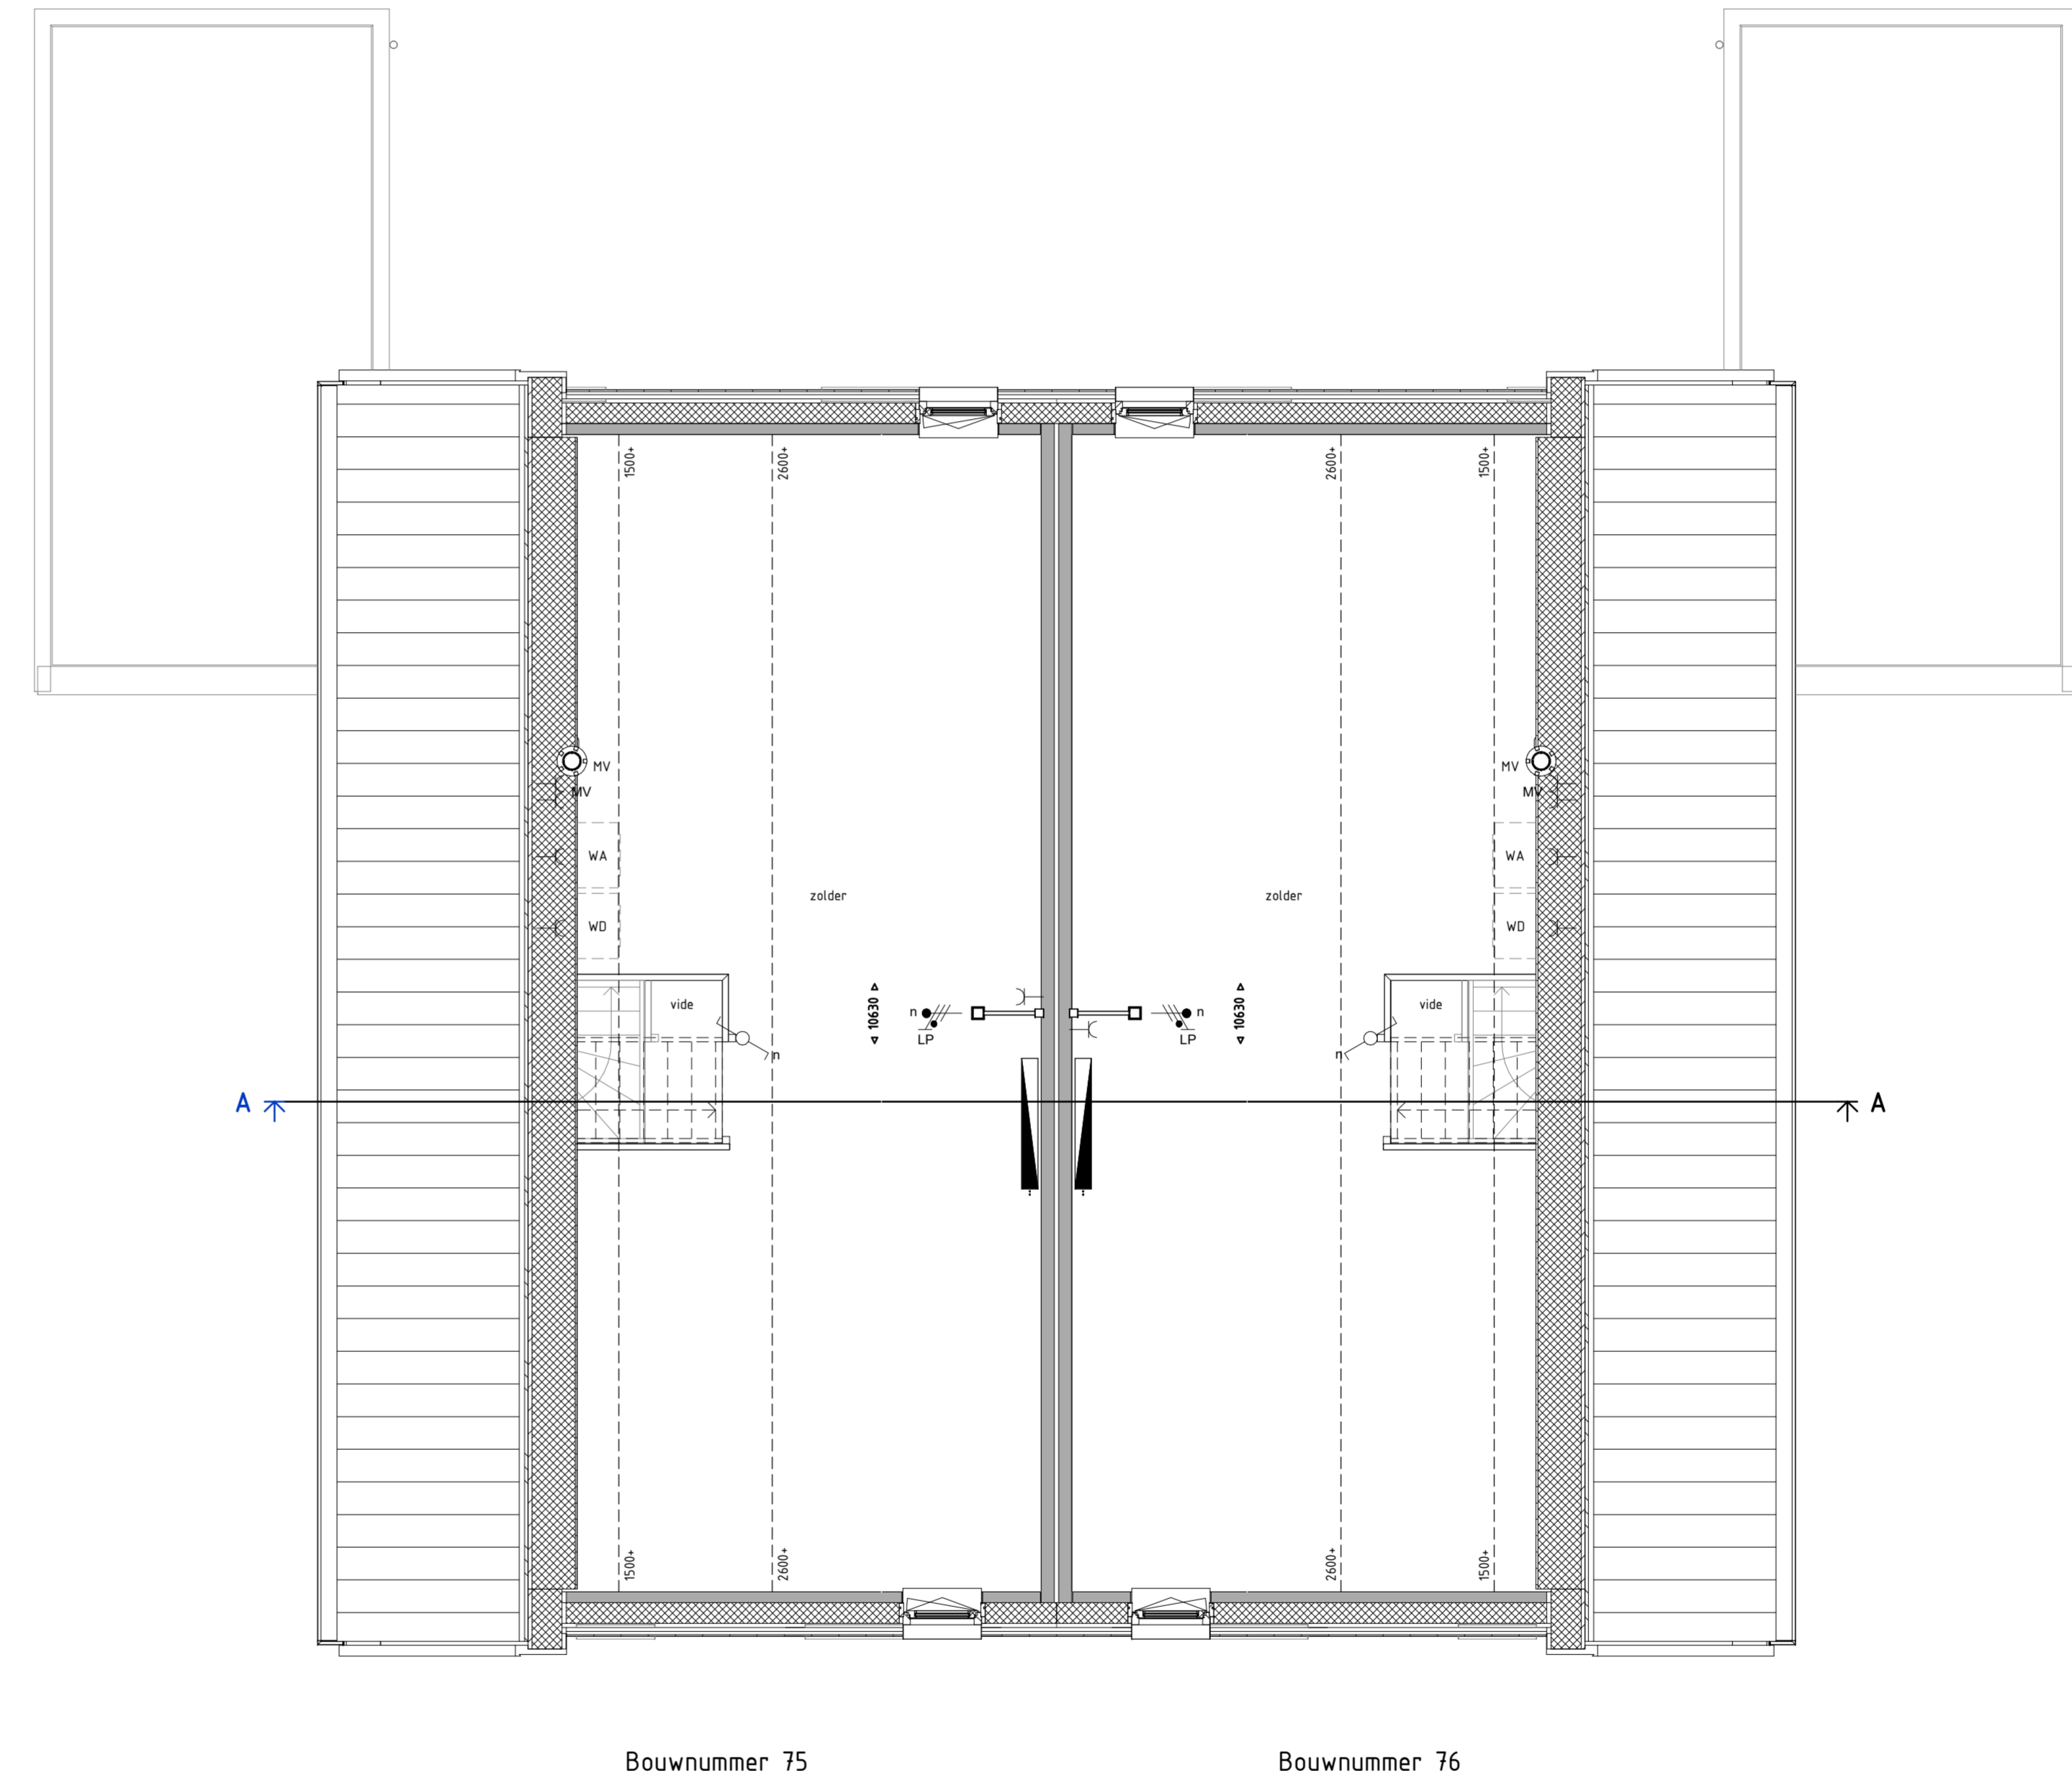 1500+
2600+
2600+
1500+
MV
MV
MV
MV
WA
WA
zolder
zolder
WD
WD
vide
10630
n
LP
n
LP
10630
vide
n
n
A
A
1500+
2600+
2600+
1500+
Bouwnummer 75
Bouwnummer 76